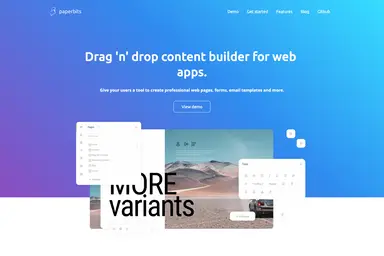 paperbits
Demo Get started Features Blog Github
Drag 'n' drop content builder for web
apps.
Give your users a tool to create professional web pages, forms, email templates and more.
View demo
Pages
MORE
variants